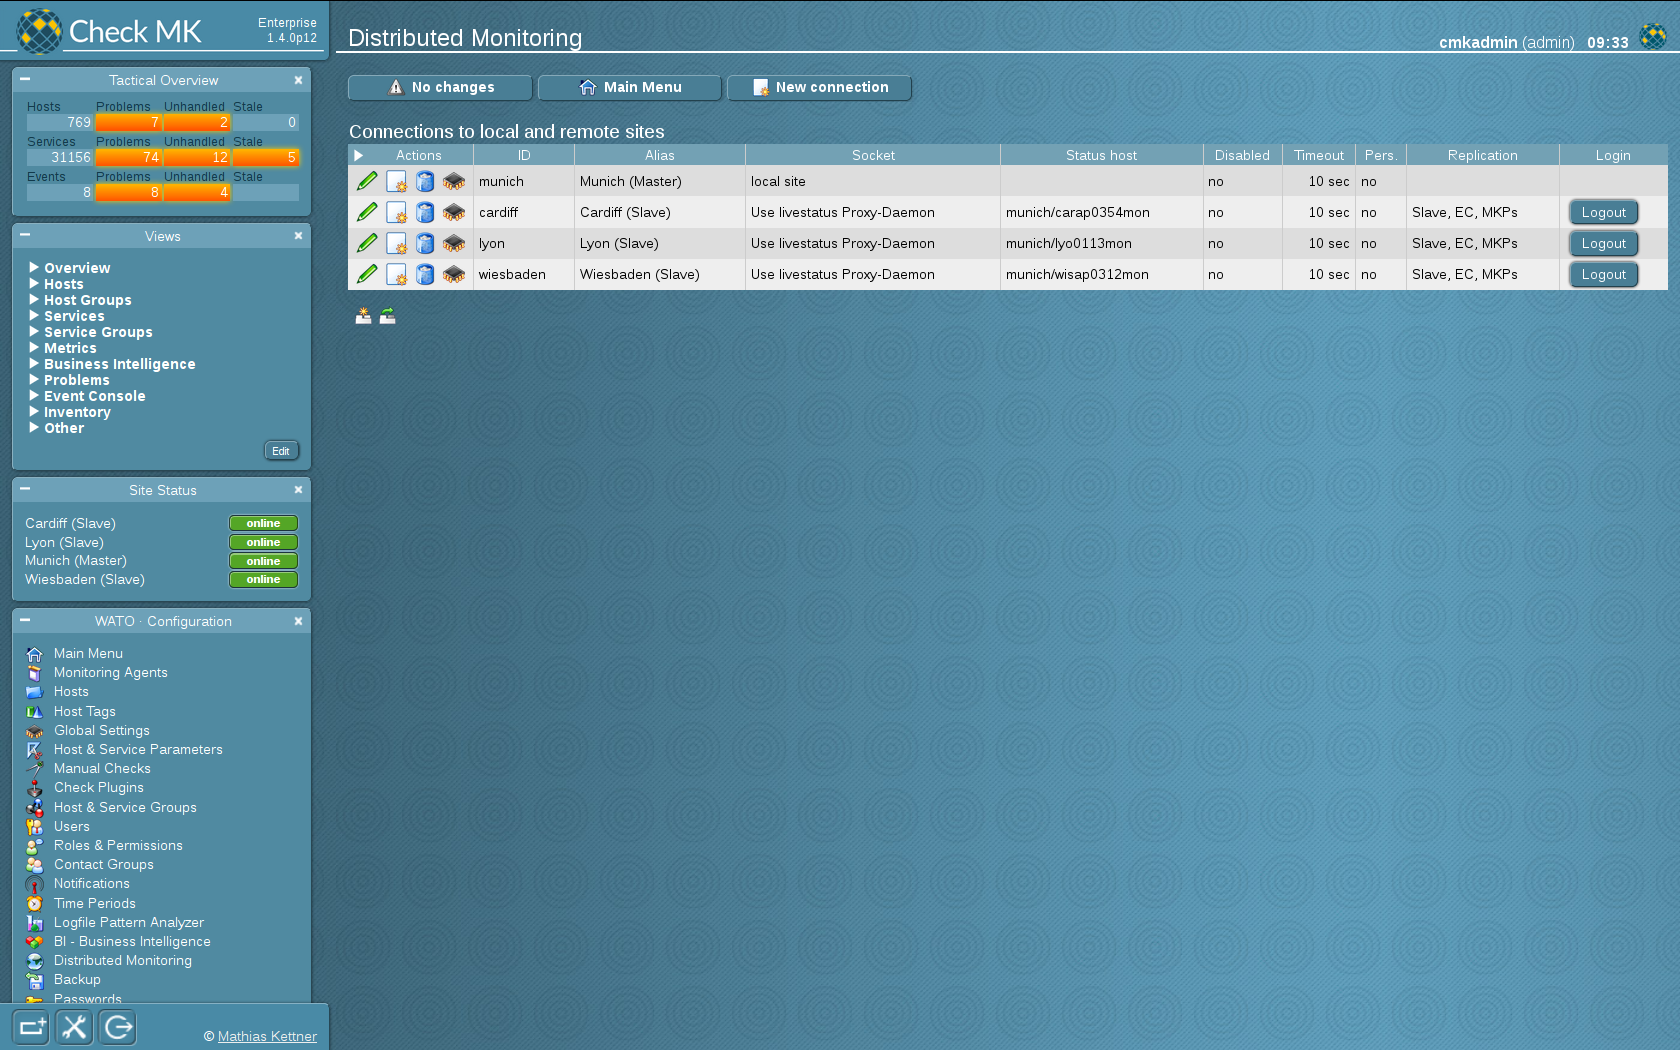 Check MK
Enterprise
1.4.0p12
Distributed Monitoring
cmkadmin (admin) 09:33
No changes
Main Menu
New connection
Tactical Overview
Hosts Problems Unhandled Stale
769 7 2 0
Services Problems Unhandled Stale
31156 74 12 5
Events Problems Unhandled Stale
8 8 4
Views
Overview
Hosts
Host Groups
Services
Service Groups
Metrics
Business Intelligence
Problems
Event Console
Inventory
Other
Edit
Site Status
Cardiff (Slave) online
Lyon (Slave) online
Munich (Master) online
Wiesbaden (Slave) online
WATO · Configuration
Main Menu
Monitoring Agents
Hosts
Host Tags
Global Settings
Host & Service Parameters
Manual Checks
Check Plugins
Host & Service Groups
Users
Roles & Permissions
Contact Groups
Notifications
Time Periods
Logfile Pattern Analyzer
BI - Business Intelligence
Distributed Monitoring
Backup
Passwords
© Mathias Kettner
Connections to local and remote sites
Actions ID Alias Socket Status host Disabled Timeout Pers. Replication Login
munich Munich (Master) local site no 10 sec no
cardiff Cardiff (Slave) Use livestatus Proxy-Daemon munich/carap0354mon no 10 sec no Slave, EC, MKPs Logout
lyon Lyon (Slave) Use livestatus Proxy-Daemon munich/lyo0113mon no 10 sec no Slave, EC, MKPs Logout
wiesbaden Wiesbaden (Slave) Use livestatus Proxy-Daemon munich/wisap0312mon no 10 sec no Slave, EC, MKPs Logout